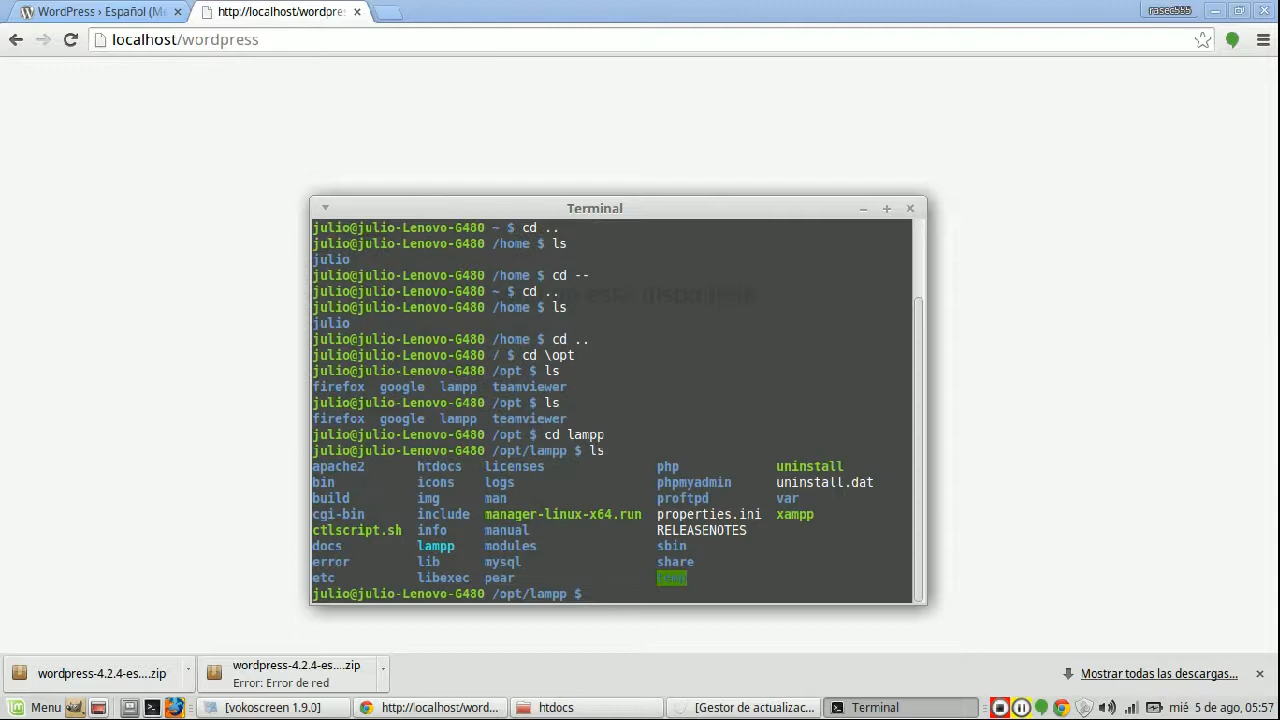 WordPress › Español (Mé
http://localhost/wordpre
rasec555
localhost/wordpress
Terminal
julio@julio-Lenovo-G480 ~ $ cd ..
julio@julio-Lenovo-G480 /home $ ls
julio
julio@julio-Lenovo-G480 /home $ cd --
julio@julio-Lenovo-G480 ~ $ cd ..
julio@julio-Lenovo-G480 /home $ ls
julio
julio@julio-Lenovo-G480 /home $ cd ..
julio@julio-Lenovo-G480 / $ cd \opt
julio@julio-Lenovo-G480 /opt $ ls
firefox google lampp teamviewer
julio@julio-Lenovo-G480 /opt $ ls
firefox google lampp teamviewer
julio@julio-Lenovo-G480 /opt $ cd lampp
julio@julio-Lenovo-G480 /opt/lampp $ ls
apache2 htdocs licenses php uninstall
bin icons logs phpmyadmin uninstall.dat
build img man proftpd var
cgi-bin include manager-linux-x64.run properties.ini xampp
ctlscript.sh info manual RELEASENOTES
docs lampp modules sbin
error lib mysql share
etc libexec pear temp
julio@julio-Lenovo-G480 /opt/lampp $
wordpress-4.2.4-es....zip
wordpress-4.2.4-es....zip
Error: Error de red
Mostrar todas las descargas...
Menu
[vokoscreen 1.9.0]
http://localhost/wor...
htdocs
[Gestor de actualizac...
Terminal
mié 5 de ago, 05:57